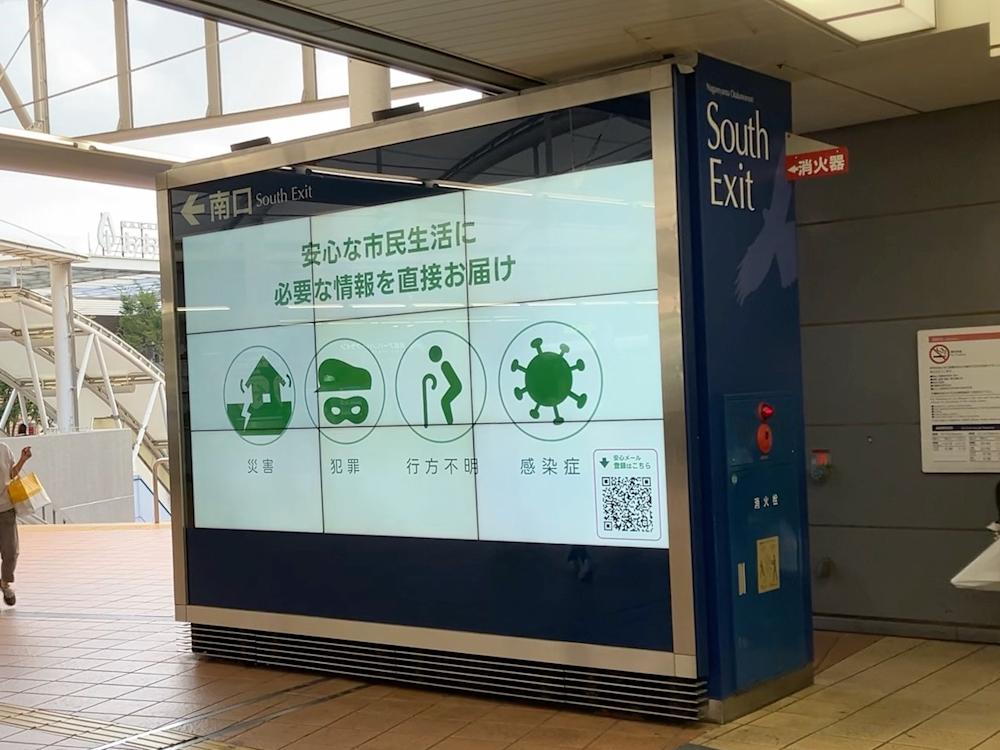 ← 南口 South Exit
安心な市民生活に
必要な情報を直接お届け
災害
犯罪
行方不明
感染症
安心メール
登録はこちら
Nagareyama Otakanomori
South
Exit
←消火器
消火栓